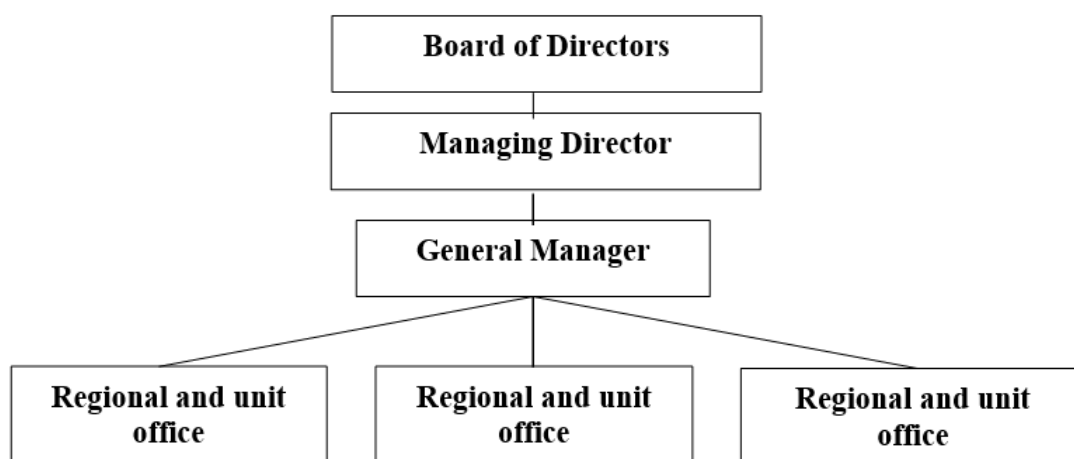 Board of Directors
Managing Director
General Manager
Regional and unit
office
Regional and unit
office
Regional and unit
office